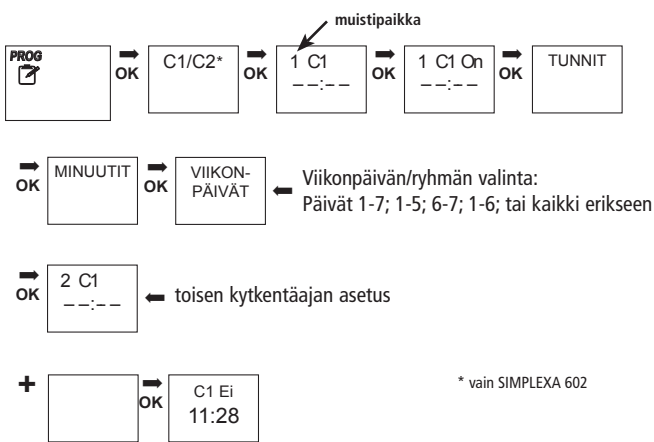 muistipaikka
PROG
OK
C1/C2*
OK
1 C1
--:--
OK
1 C1 On
--:--
OK
TUNNIT
OK
MINUUTIT
OK
VIIKON-
PÄIVÄT
Viikonpäivän/ryhmän valinta:
Päivät 1-7; 1-5; 6-7; 1-6; tai kaikki erikseen
OK
2 C1
--:--
toisen kytkentäajan asetus
+
OK
C1 Ei
11:28
* vain SIMPLEXA 602